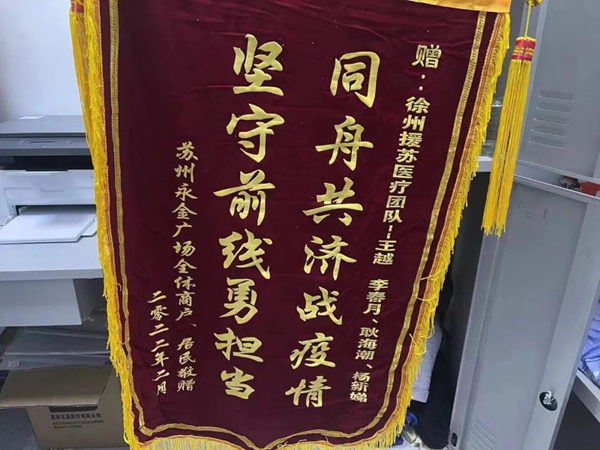 赠：徐州援苏医疗团队-王越 李春月、耿海潮、杨新娣
同舟共济战疫情
坚守前线勇担当
苏州永金广场全体商户、居民敬赠
二零二二年二月